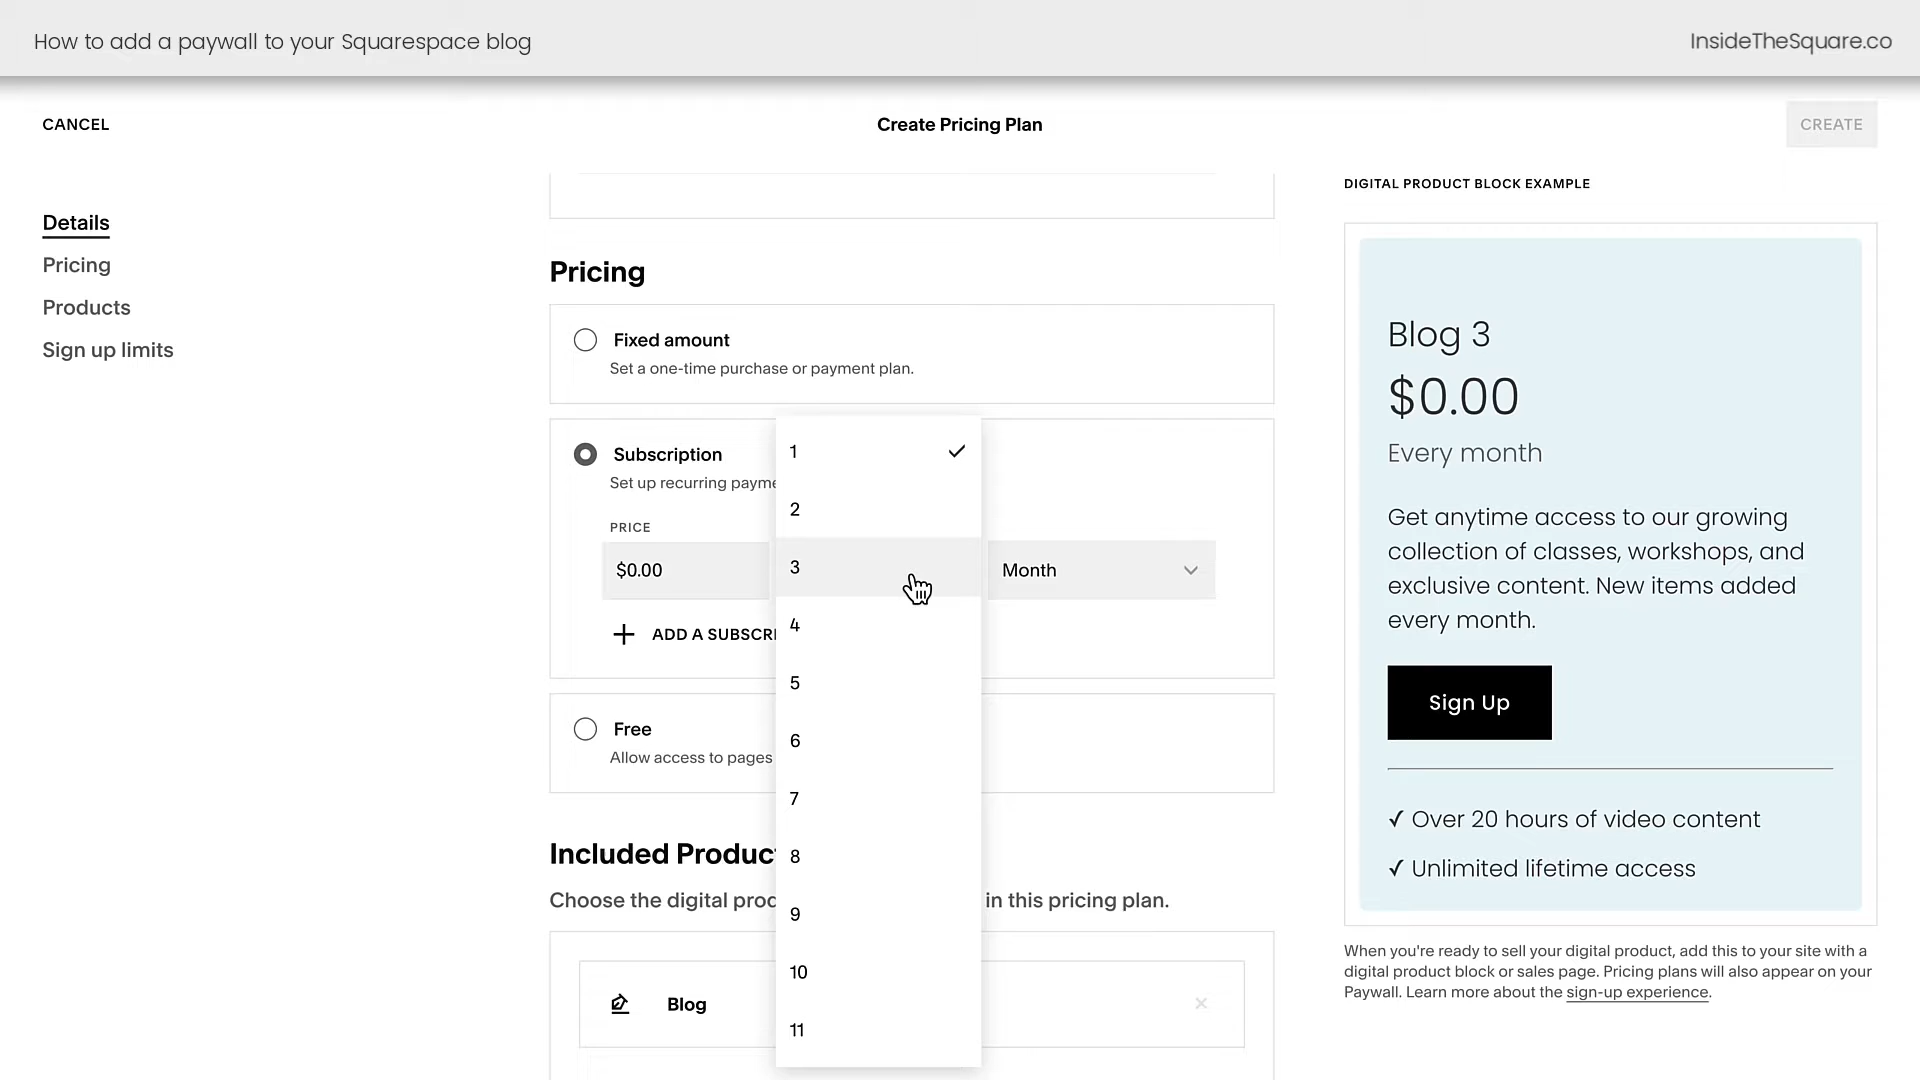 How to add a paywall to your Squarespace blog
InsideTheSquare.co
CANCEL
Create Pricing Plan
CREATE
Details
Pricing
Products
Sign up limits
Pricing
Fixed amount
Set a one-time purchase or payment plan.
Subscription
Set up recurring payme
PRICE
$0.00
Month
ADD A SUBSCRI
1
2
3
4
5
6
7
8
9
10
11
Free
Allow access to pages
Included Product
Choose the digital prod
in this pricing plan.
Blog
DIGITAL PRODUCT BLOCK EXAMPLE
Blog 3
$0.00
Every month
Get anytime access to our growing
collection of classes, workshops, and
exclusive content. New items added
every month.
Sign Up
✓ Over 20 hours of video content
✓ Unlimited lifetime access
When you're ready to sell your digital product, add this to your site with a
digital product block or sales page. Pricing plans will also appear on your
Paywall. Learn more about the sign-up experience.